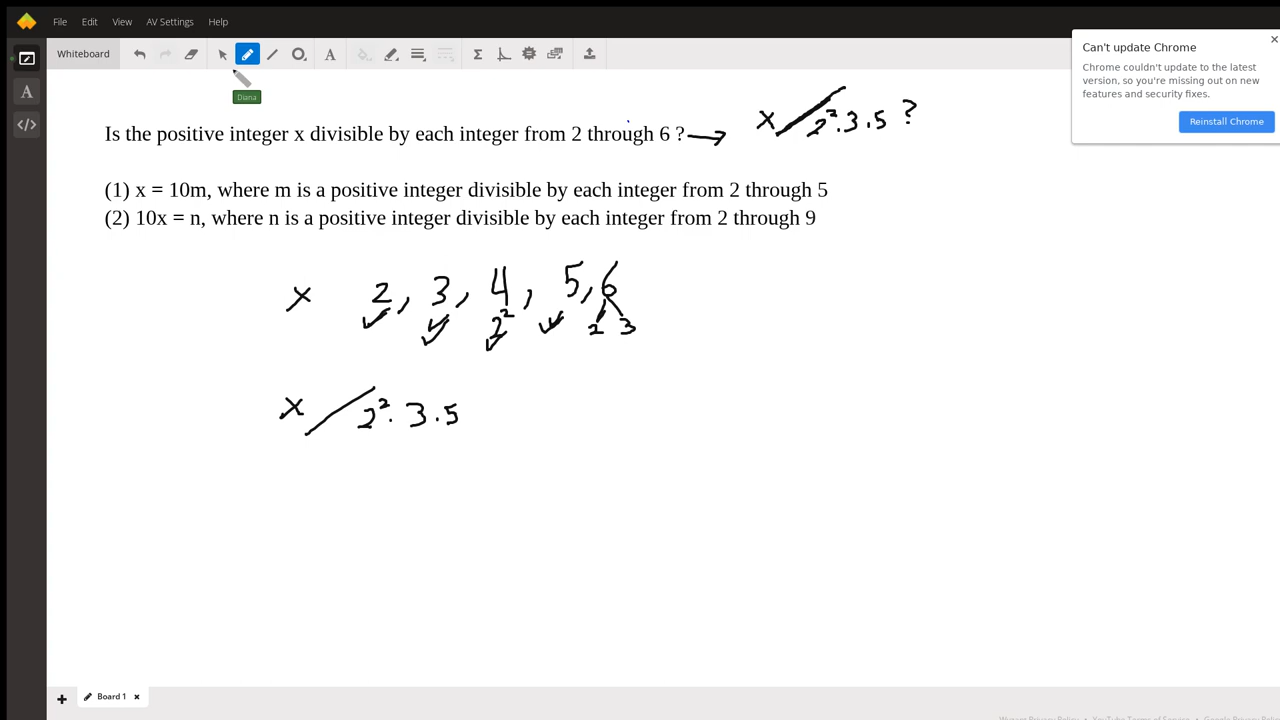 File Edit View AV Settings Help
Can't update Chrome
Chrome couldn't update to the latest
version, so you're missing out on new
features and security fixes.
Reinstall Chrome
Whiteboard
A
Σ
A
Diana
</>
x / 2².3.5 ?
Is the positive integer x divisible by each integer from 2 through 6 ? →
(1) x = 10m, where m is a positive integer divisible by each integer from 2 through 5
(2) 10x = n, where n is a positive integer divisible by each integer from 2 through 9
x 2, 3, 4, 5, 6
2² 2 3
x / 2². 3.5
+ Board 1 ×